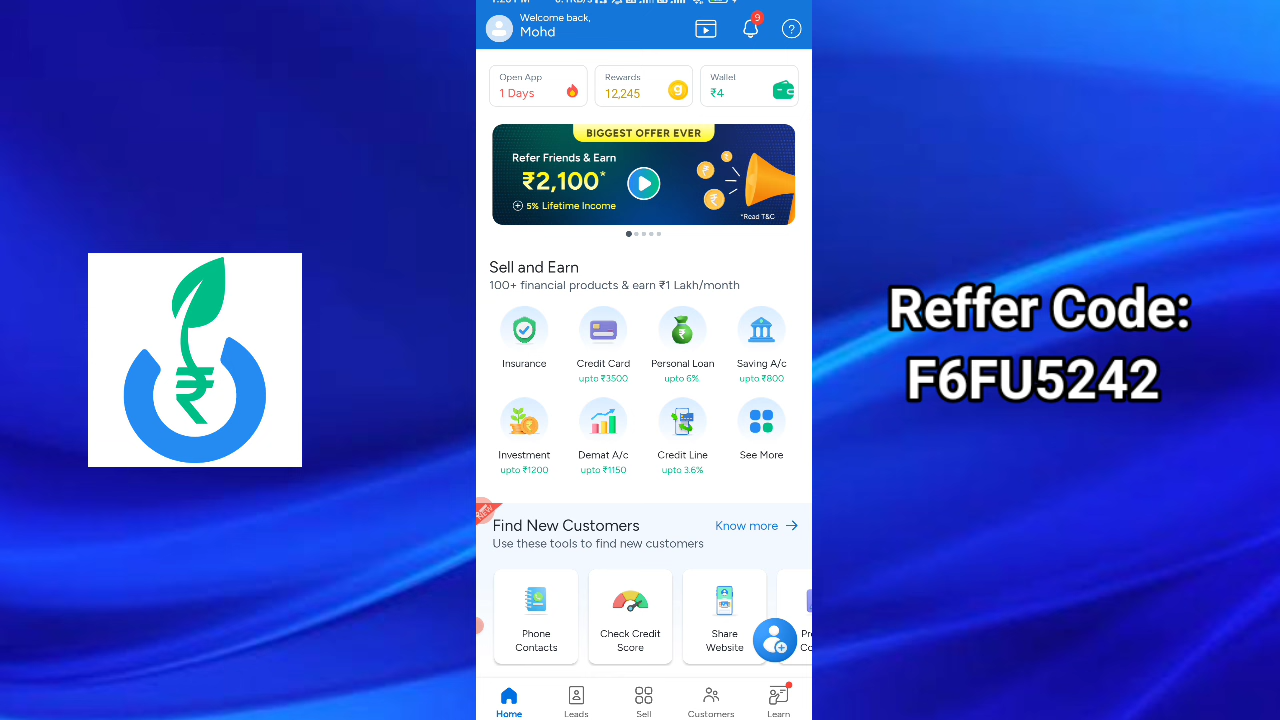 Welcome back,
Mohd
9
?
Open App
1 Days
Rewards
12,245
g
Wallet
₹4
BIGGEST OFFER EVER
Refer Friends & Earn
₹2,100*
5% Lifetime Income
*Read T&C
Sell and Earn
100+ financial products & earn ₹1 Lakh/month
Insurance
Credit Card
upto ₹3500
Personal Loan
upto 6%
Saving A/c
upto ₹800
Investment
upto ₹1200
Demat A/c
upto ₹1150
Credit Line
upto 3.6%
See More
New
Find New Customers
Know more
Use these tools to find new customers
Phone
Contacts
Check Credit
Score
Share
Website
Home
Leads
Sell
Customers
Learn
₹
Reffer Code:
F6FU5242